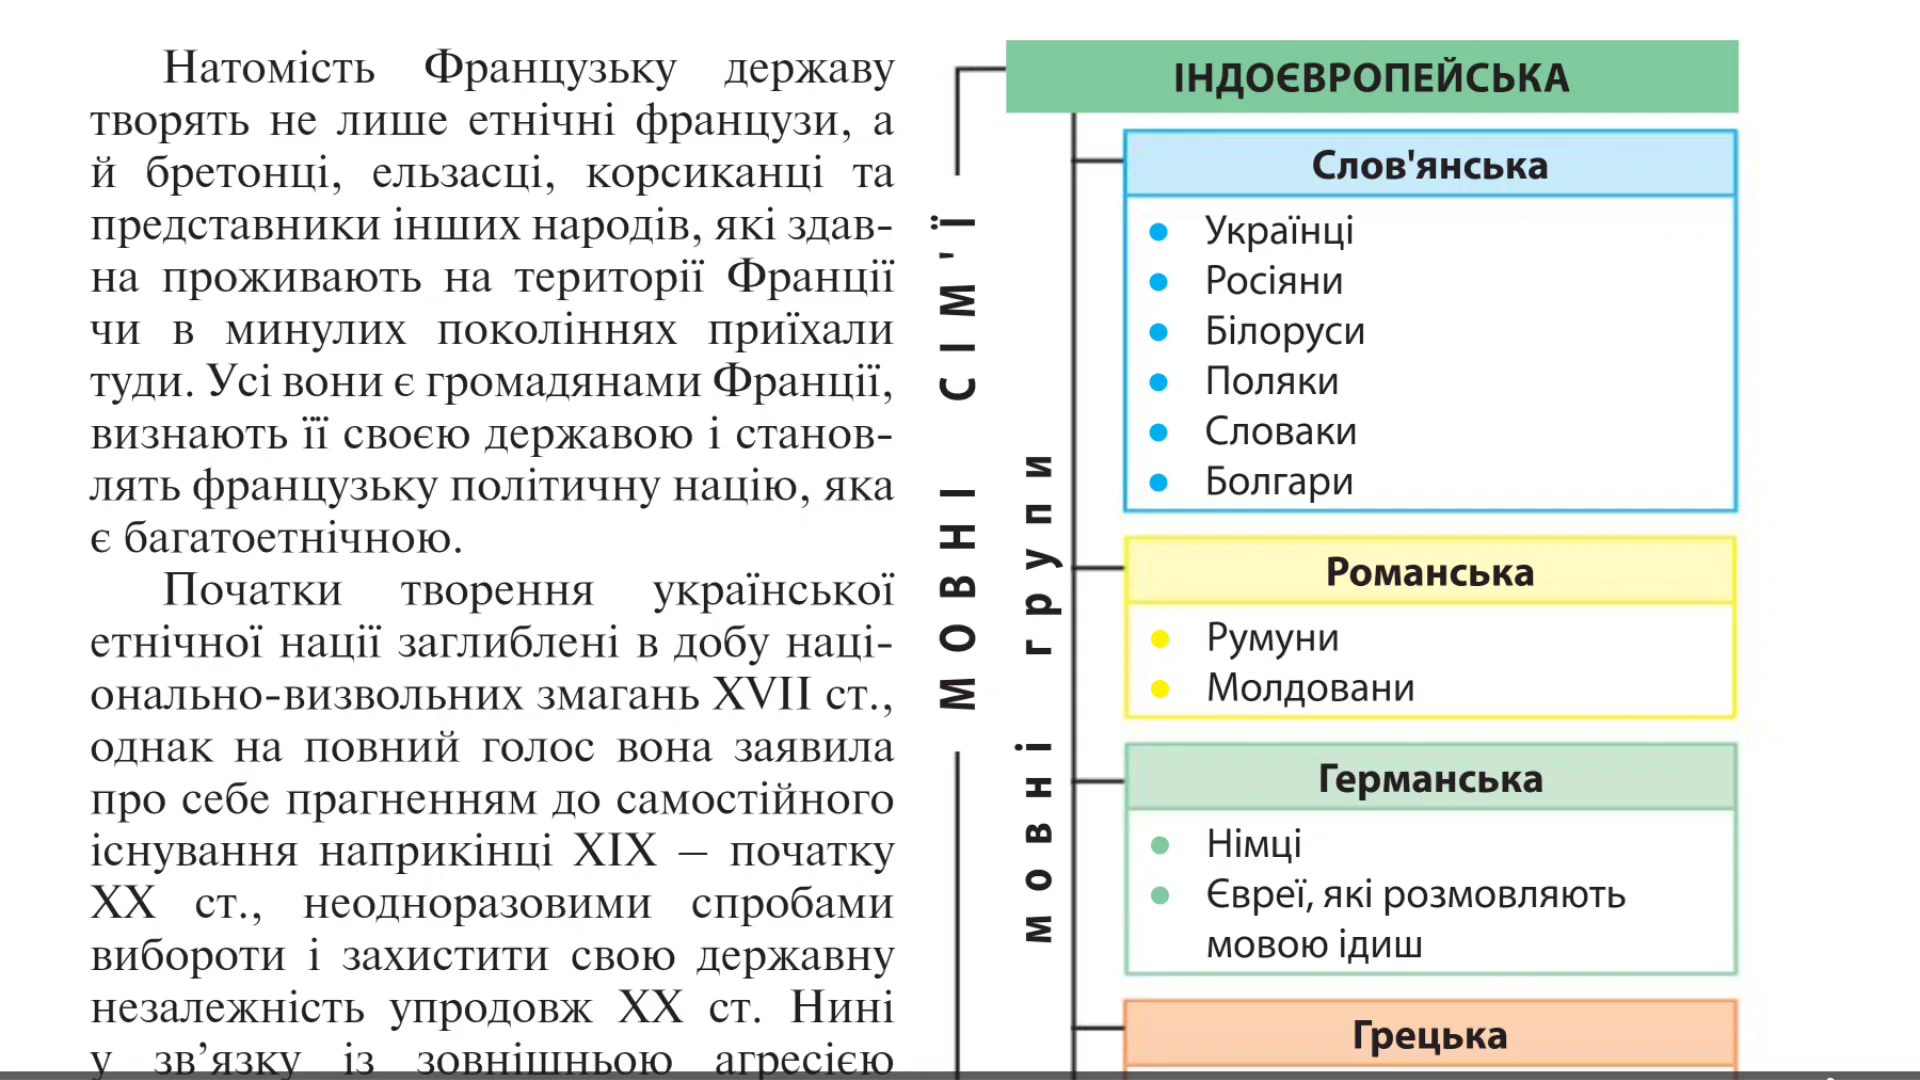 Натомість Французьку державу
творять не лише етнічні французи, а
й бретонці, ельзасці, корсиканці та
представники інших народів, які здав-
на проживають на території Франції
чи в минулих поколіннях приїхали
туди. Усі вони є громадянами Франції,
визнають її своєю державою і станов-
лять французьку політичну націю, яка
є багатоетнічною.
Початки творення української
етнічної нації заглиблені в добу наці-
онально-визвольних змагань XVII ст.,
однак на повний голос вона заявила
про себе прагненням до самостійного
існування наприкінці XIX – початку
XX ст., неодноразовими спробами
вибороти і захистити свою державну
незалежність упродовж XX ст. Нині
у зв’язку із зовнішньою агресією
МОВНІ СІМ'Ї
мовні групи
ІНДОЄВРОПЕЙСЬКА
Слов'янська
• Українці
• Росіяни
• Білоруси
• Поляки
• Словаки
• Болгари
Романська
• Румуни
• Молдовани
Германська
• Німці
• Євреї, які розмовляють
мовою ідиш
Грецька